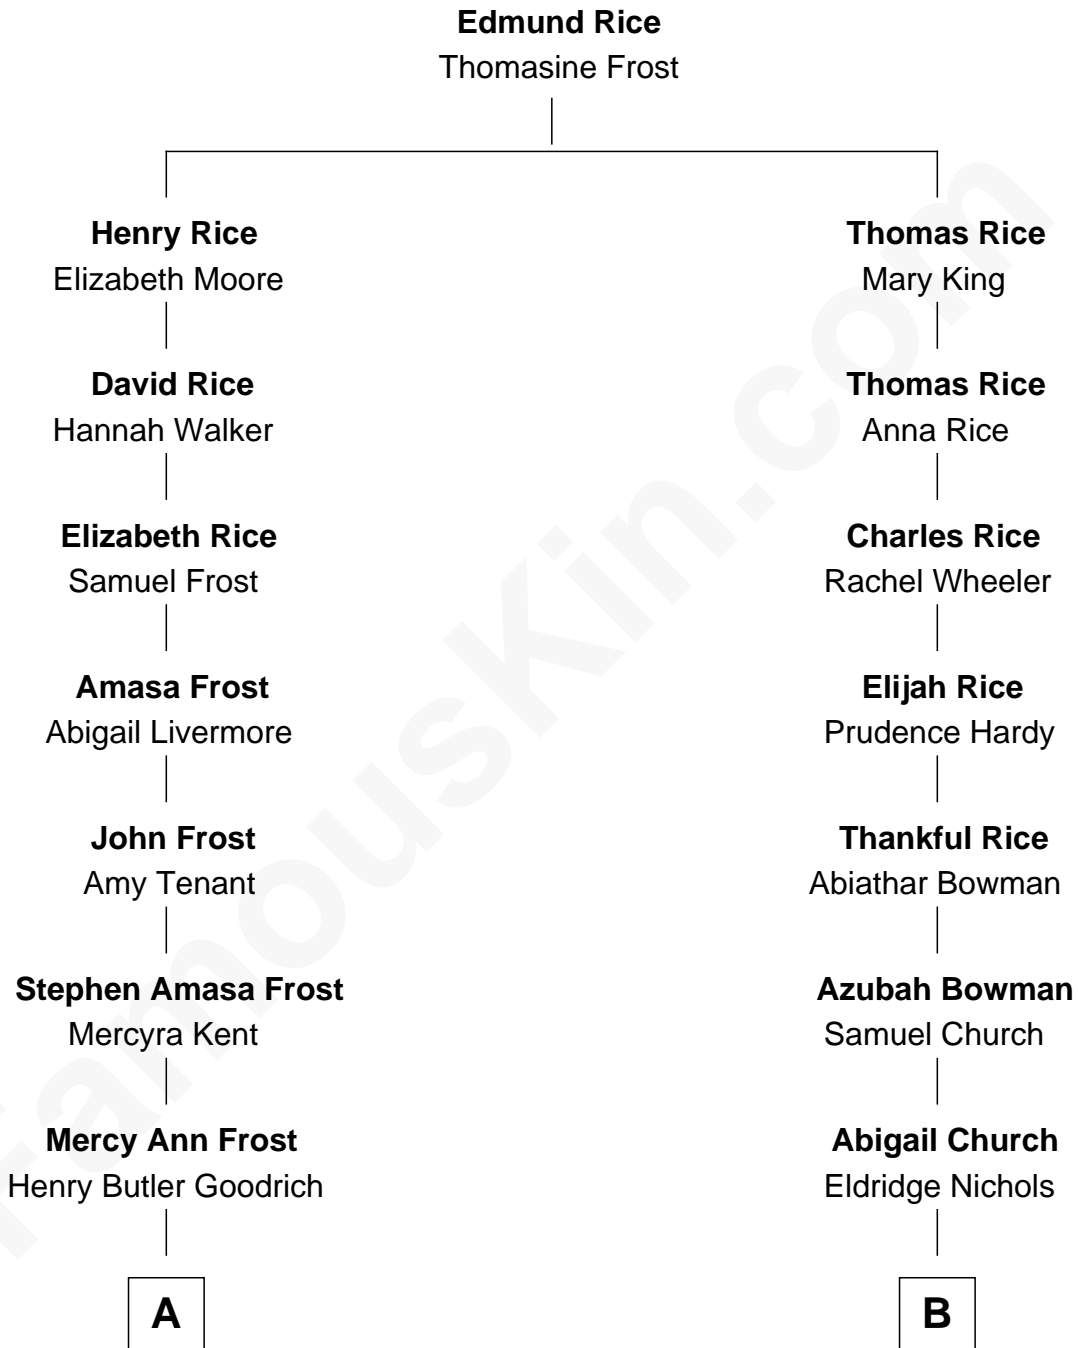 Edmund Rice
Thomasine Frost
Henry Rice
Elizabeth Moore
Thomas Rice
Mary King
David Rice
Hannah Walker
Thomas Rice
Anna Rice
Elizabeth Rice
Samuel Frost
Charles Rice
Rachel Wheeler
Amasa Frost
Abigail Livermore
Elijah Rice
Prudence Hardy
John Frost
Amy Tenant
Thankful Rice
Abiathar Bowman
Stephen Amasa Frost
Mercyra Kent
Azubah Bowman
Samuel Church
Mercy Ann Frost
Henry Butler Goodrich
Abigail Church
Eldridge Nichols
A
B
FamousKin.com